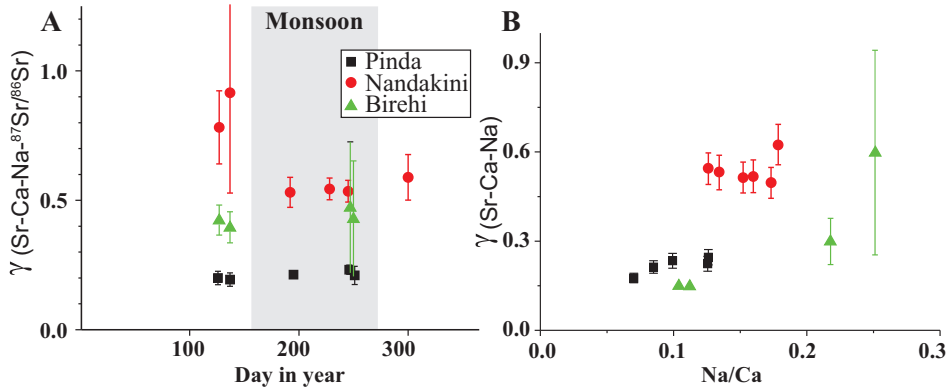 A
Monsoon
Pinda
Nandakini
Birehi
γ (Sr-Ca-Na-⁸⁷Sr/⁸⁶Sr)
1.0
0.5
0.0
100
200
300
Day in year
B
γ (Sr-Ca-Na)
0.9
0.6
0.3
0.0
0.0
0.1
0.2
0.3
Na/Ca